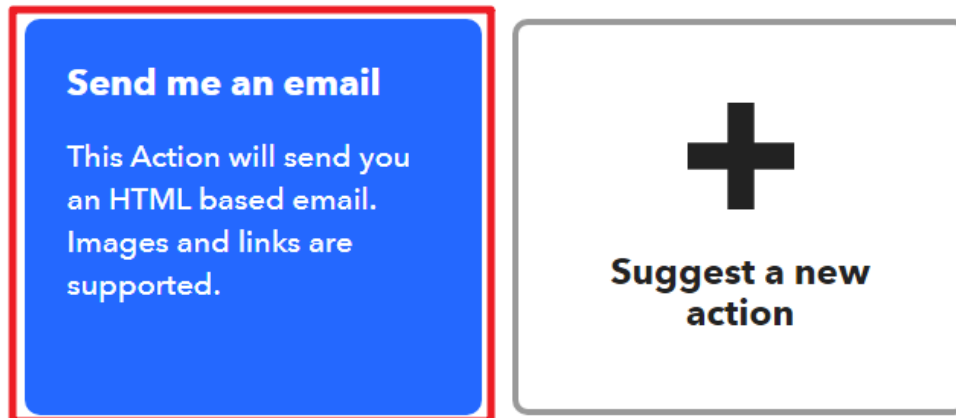 Send me an email
This Action will send you
an HTML based email.
Images and links are
supported.
Suggest a new
action